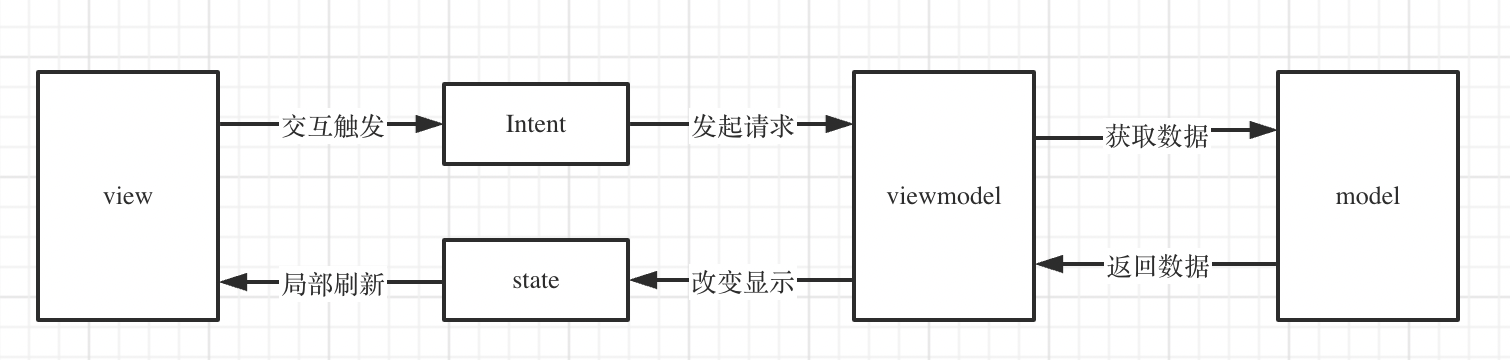 view
交互触发
Intent
发起请求
viewmodel
获取数据
model
局部刷新
state
改变显示
返回数据